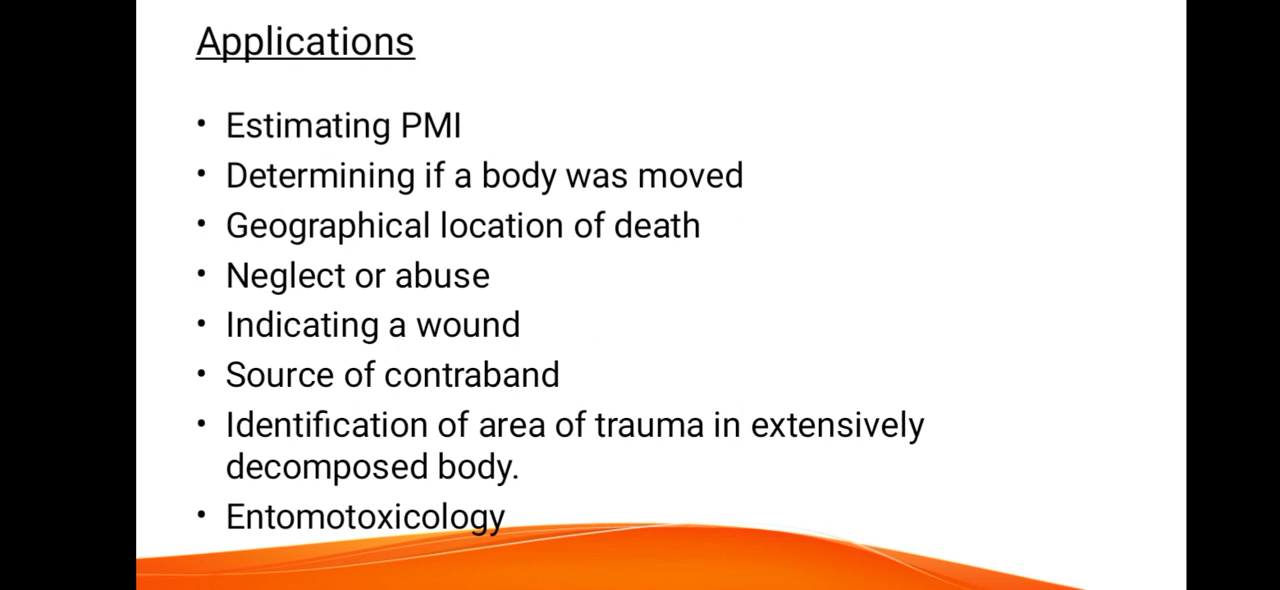 Applications
• Estimating PMI
• Determining if a body was moved
• Geographical location of death
• Neglect or abuse
• Indicating a wound
• Source of contraband
• Identification of area of trauma in extensively
decomposed body.
• Entomotoxicology